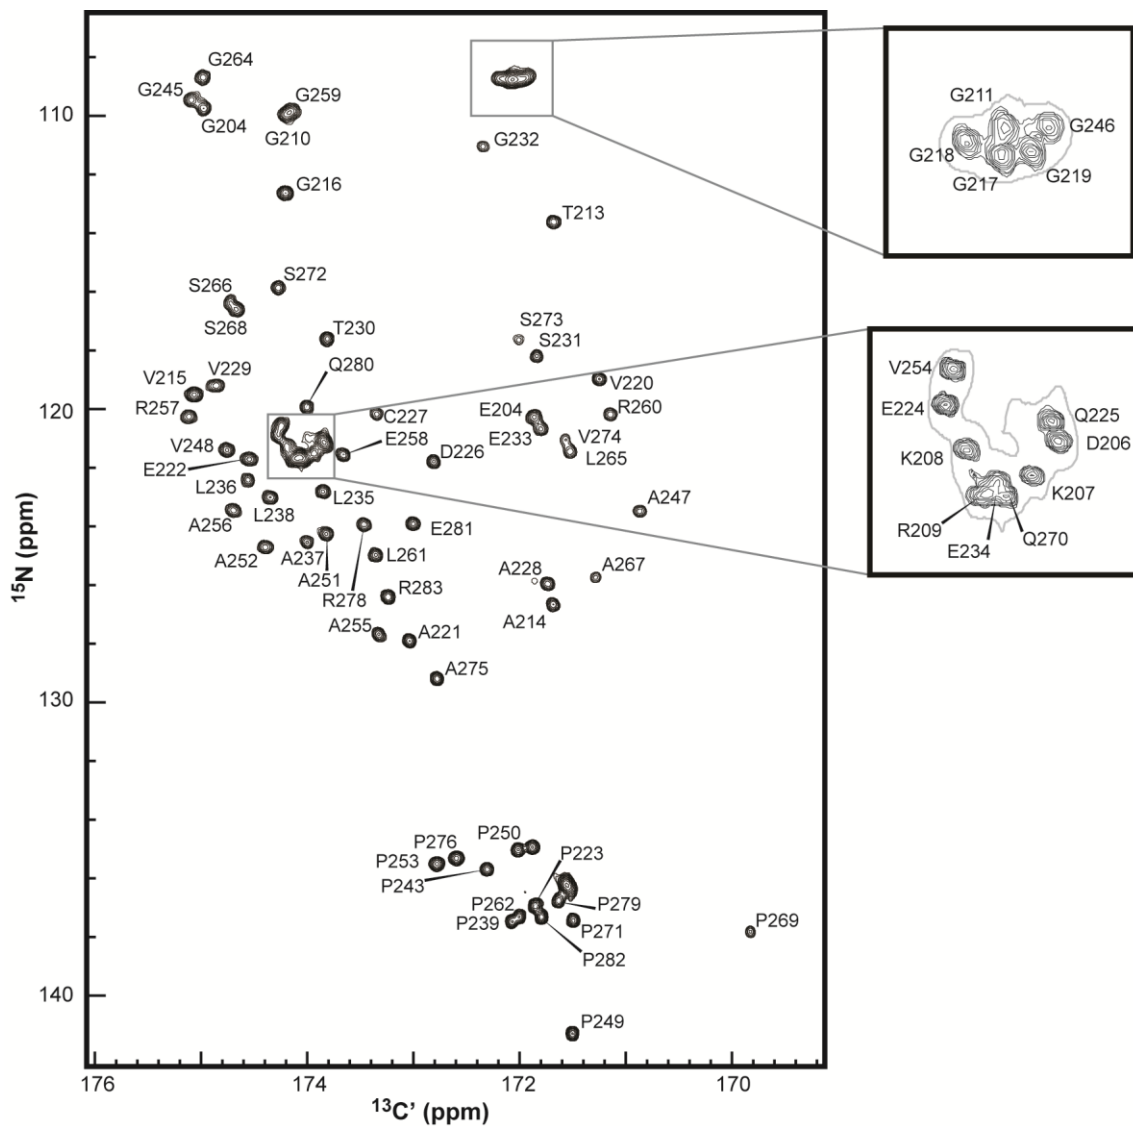 G264
G245
G259
G204
G210
G232
G216
T213
S266
S272
S268
T230
S273
S231
V215
V229
Q280
V220
R257
C227
E204
R260
V248
E258
E233
V274
E222
D226
L265
L236
L235
L238
A247
A256
E281
A252
A237
A251
L261
R278
R283
A228
A267
A214
A255
A221
A275
P276
P250
P223
P253
P243
P262
P279
P239
P271
P282
P269
P249
G211
G246
G218
G217
G219
V254
E224
Q225
D206
K208
K207
R209
E234
Q270
110
120
130
140
15N (ppm)
176
174
172
170
13C' (ppm)